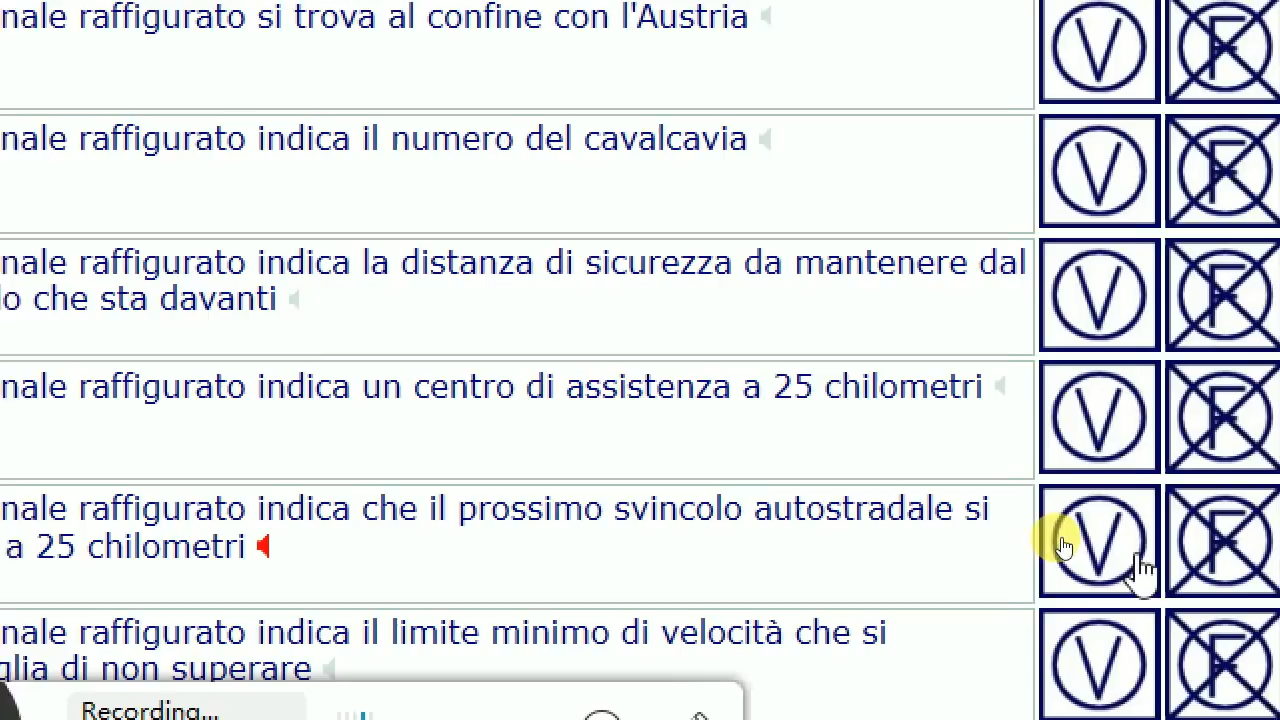 nale raffigurato si trova al confine con l'Austria
V F
nale raffigurato indica il numero del cavalcavia
V F
nale raffigurato indica la distanza di sicurezza da mantenere dal
lo che sta davanti
V F
nale raffigurato indica un centro di assistenza a 25 chilometri
V F
nale raffigurato indica che il prossimo svincolo autostradale si
a 25 chilometri
V F
nale raffigurato indica il limite minimo di velocità che si
glia di non superare
V F
Recording...